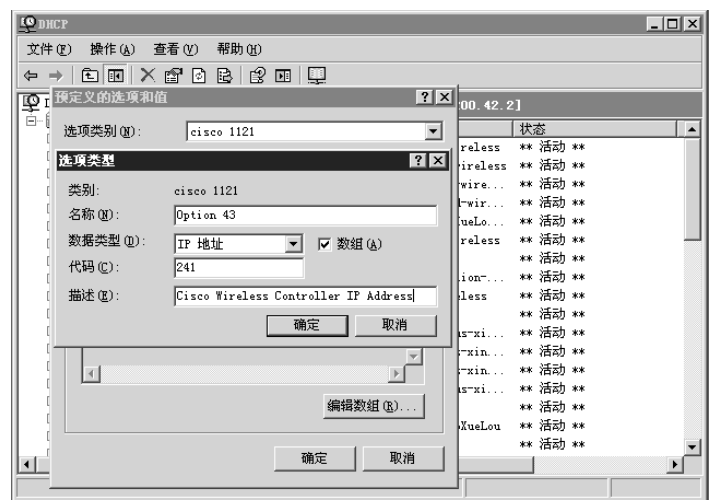 DHCP
文件(F) 操作(A) 查看(V) 帮助(H)
预定义的选项和值
00.42.2]
选项类别(N): cisco 1121
状态
选项类型
类别: cisco 1121
名称(N): Option 43
数据类型(D): IP 地址 数组(A)
代码(C): 241
描述(E): Cisco Wireless Controller IP Address
确定 取消
reless ** 活动 **
ireless ** 活动 **
wire... ** 活动 **
l-wir... ** 活动 **
ueLo... ** 活动 **
reless ** 活动 **
** 活动 **
ion-... ** 活动 **
less ** 活动 **
** 活动 **
us-xi... ** 活动 **
-xin... ** 活动 **
-xin... ** 活动 **
us-xi... ** 活动 **
** 活动 **
XueLou ** 活动 **
** 活动 **
编辑数组(R)...
确定 取消